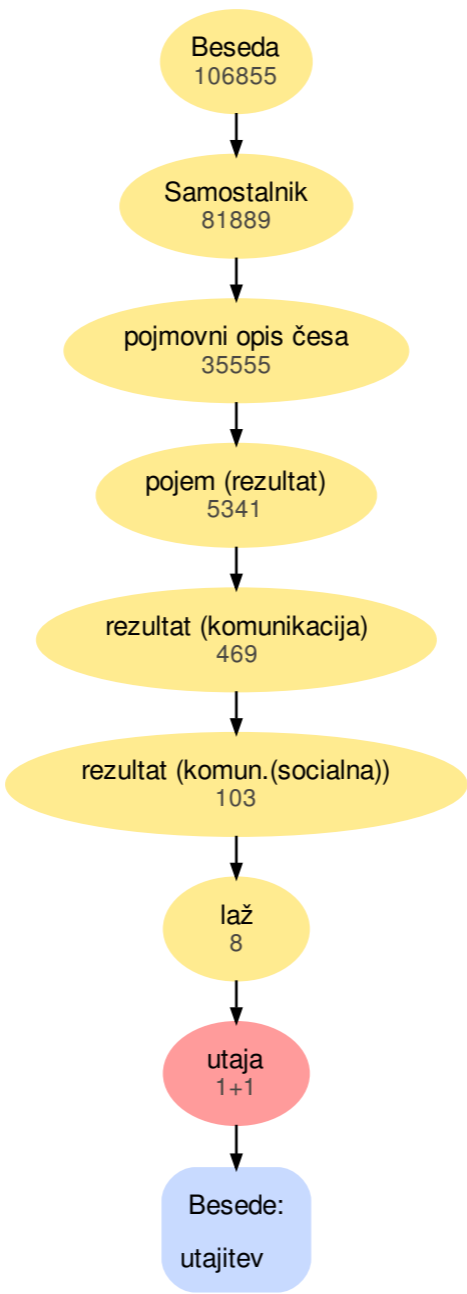 Beseda
106855
Samostalnik
81889
pojmovni opis česa
35555
pojem (rezultat)
5341
rezultat (komunikacija)
469
rezultat (komun.(socialna))
103
laž
8
utaja
1+1
Besede:
utajitev